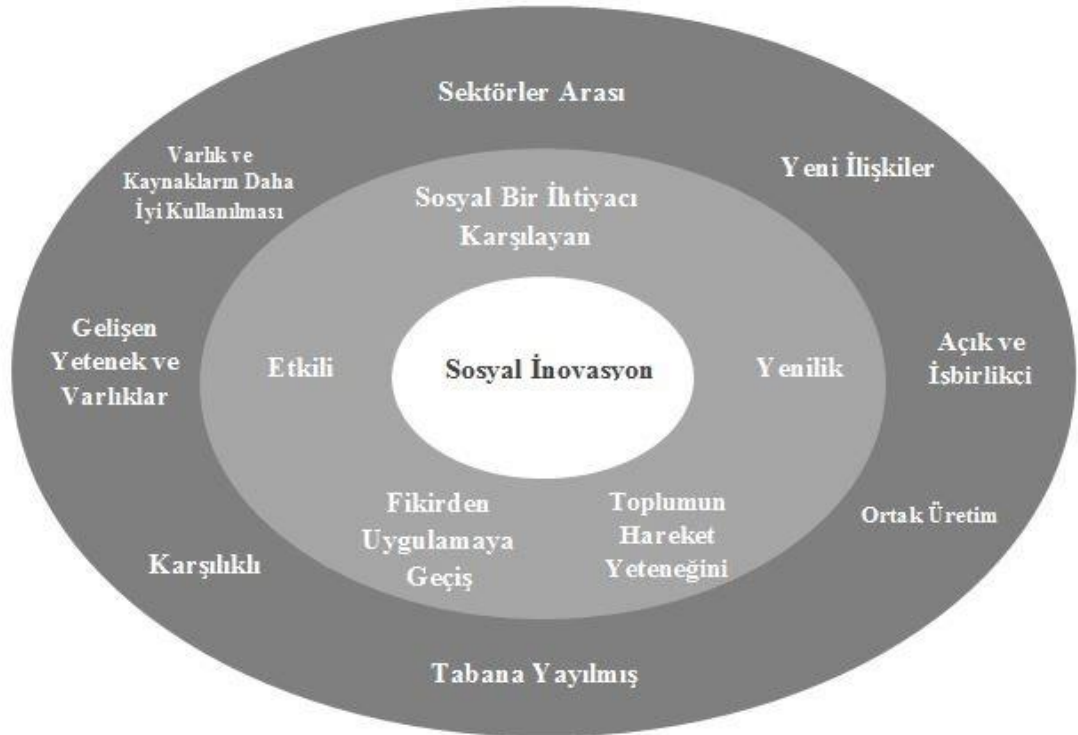 Sektörler Arası
Varlık ve
Kaynakların Daha
İyi Kullanılması
Yeni İlişkiler
Sosyal Bir İhtiyacı
Karşılayan
Gelişen
Yetenek ve
Varlıklar
Etkili
Sosyal İnovasyon
Yenilik
Açık ve
İsbirlikci
Fikirden
Uygulamaya
Geçiş
Toplumun
Hareket
Yeteneğini
Ortak Üretim
Karşılıklı
Tabana Yayılmış